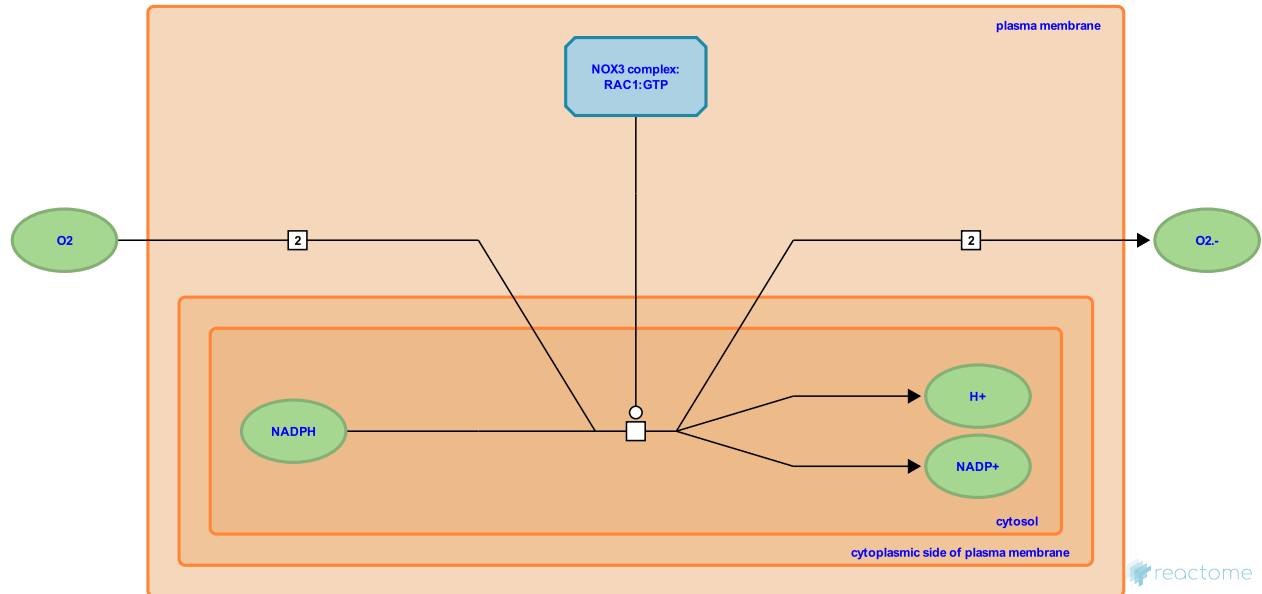 plasma membrane
NOX3 complex:
RAC1:GTP
O2
2
2
O2.-
NADPH
H+
NADP+
cytosol
cytoplasmic side of plasma membrane
reactome